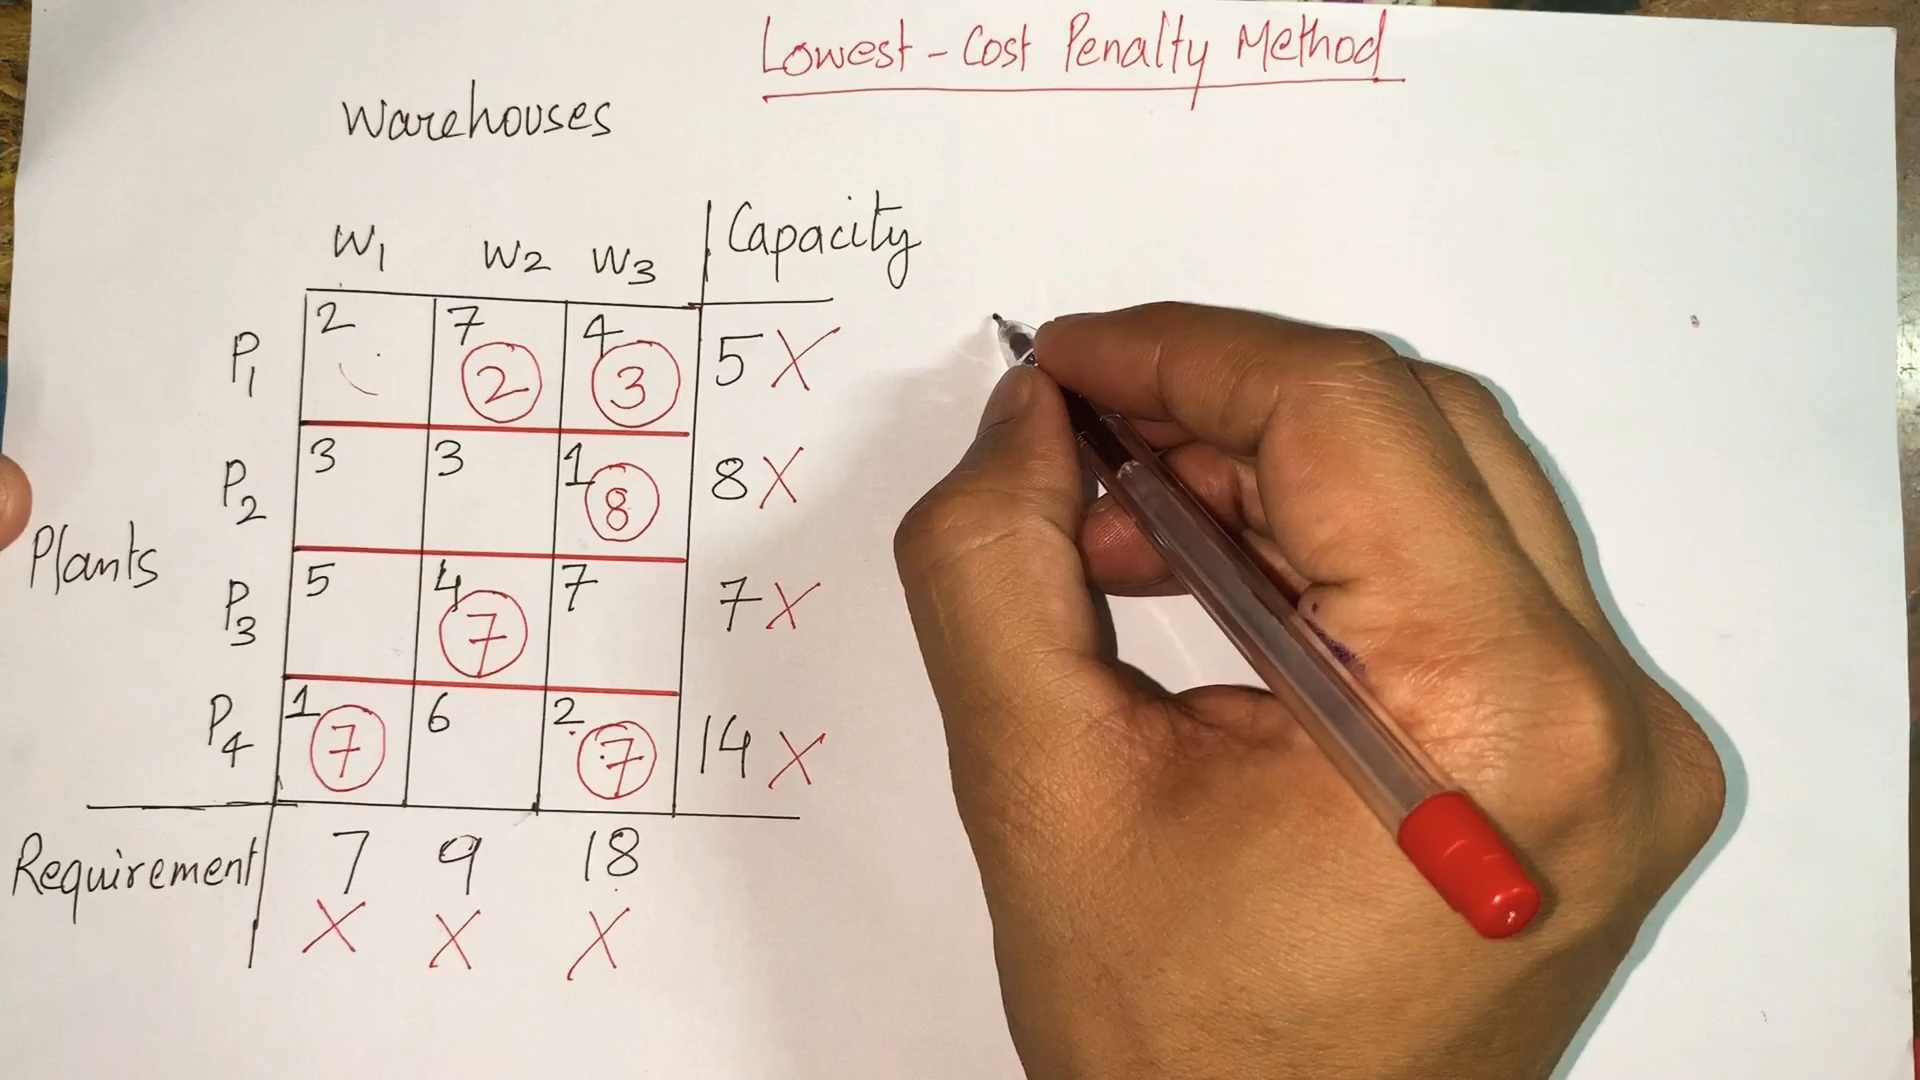 Lowest-Cost Penalty Method
Warehouses
W1 W2 W3 Capacity
P1 2 7 2 4 3 5 X
P2 3 3 1 8 8 X
Plants
P3 5 4 7 7 7 X
P4 1 7 6 2 7 14 X
Requirement 7 9 18
X X X